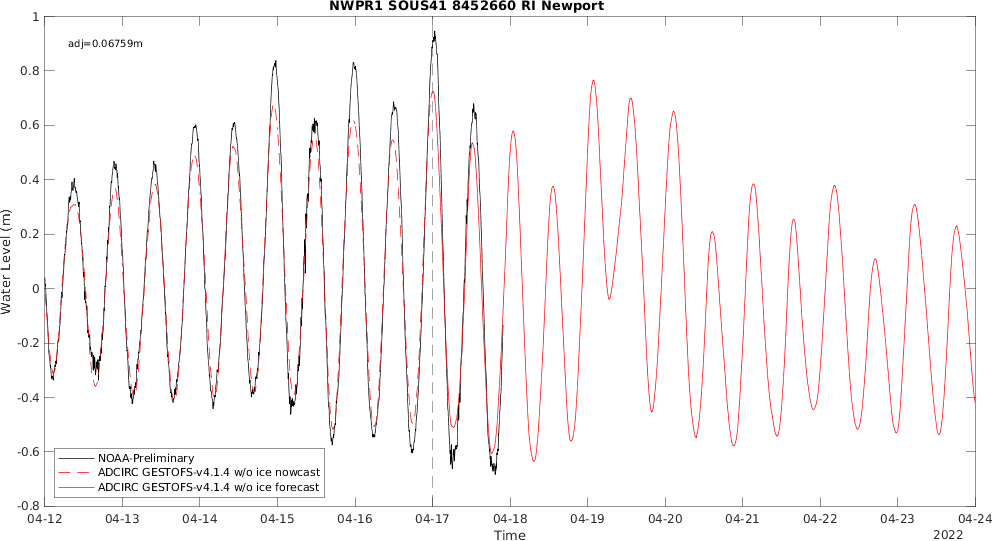 NWPR1 SOUS41 8452660 RI Newport
adj=0.06759m
1
0.8
0.6
0.4
0.2
0
-0.2
-0.4
-0.6
-0.8
Water Level (m)
NOAA-Preliminary
ADCIRC GESTOFS-v4.1.4 w/o ice nowcast
ADCIRC GESTOFS-v4.1.4 w/o ice forecast
04-12 04-13 04-14 04-15 04-16 04-17 04-18 04-19 04-20 04-21 04-22 04-23 04-24
Time
2022